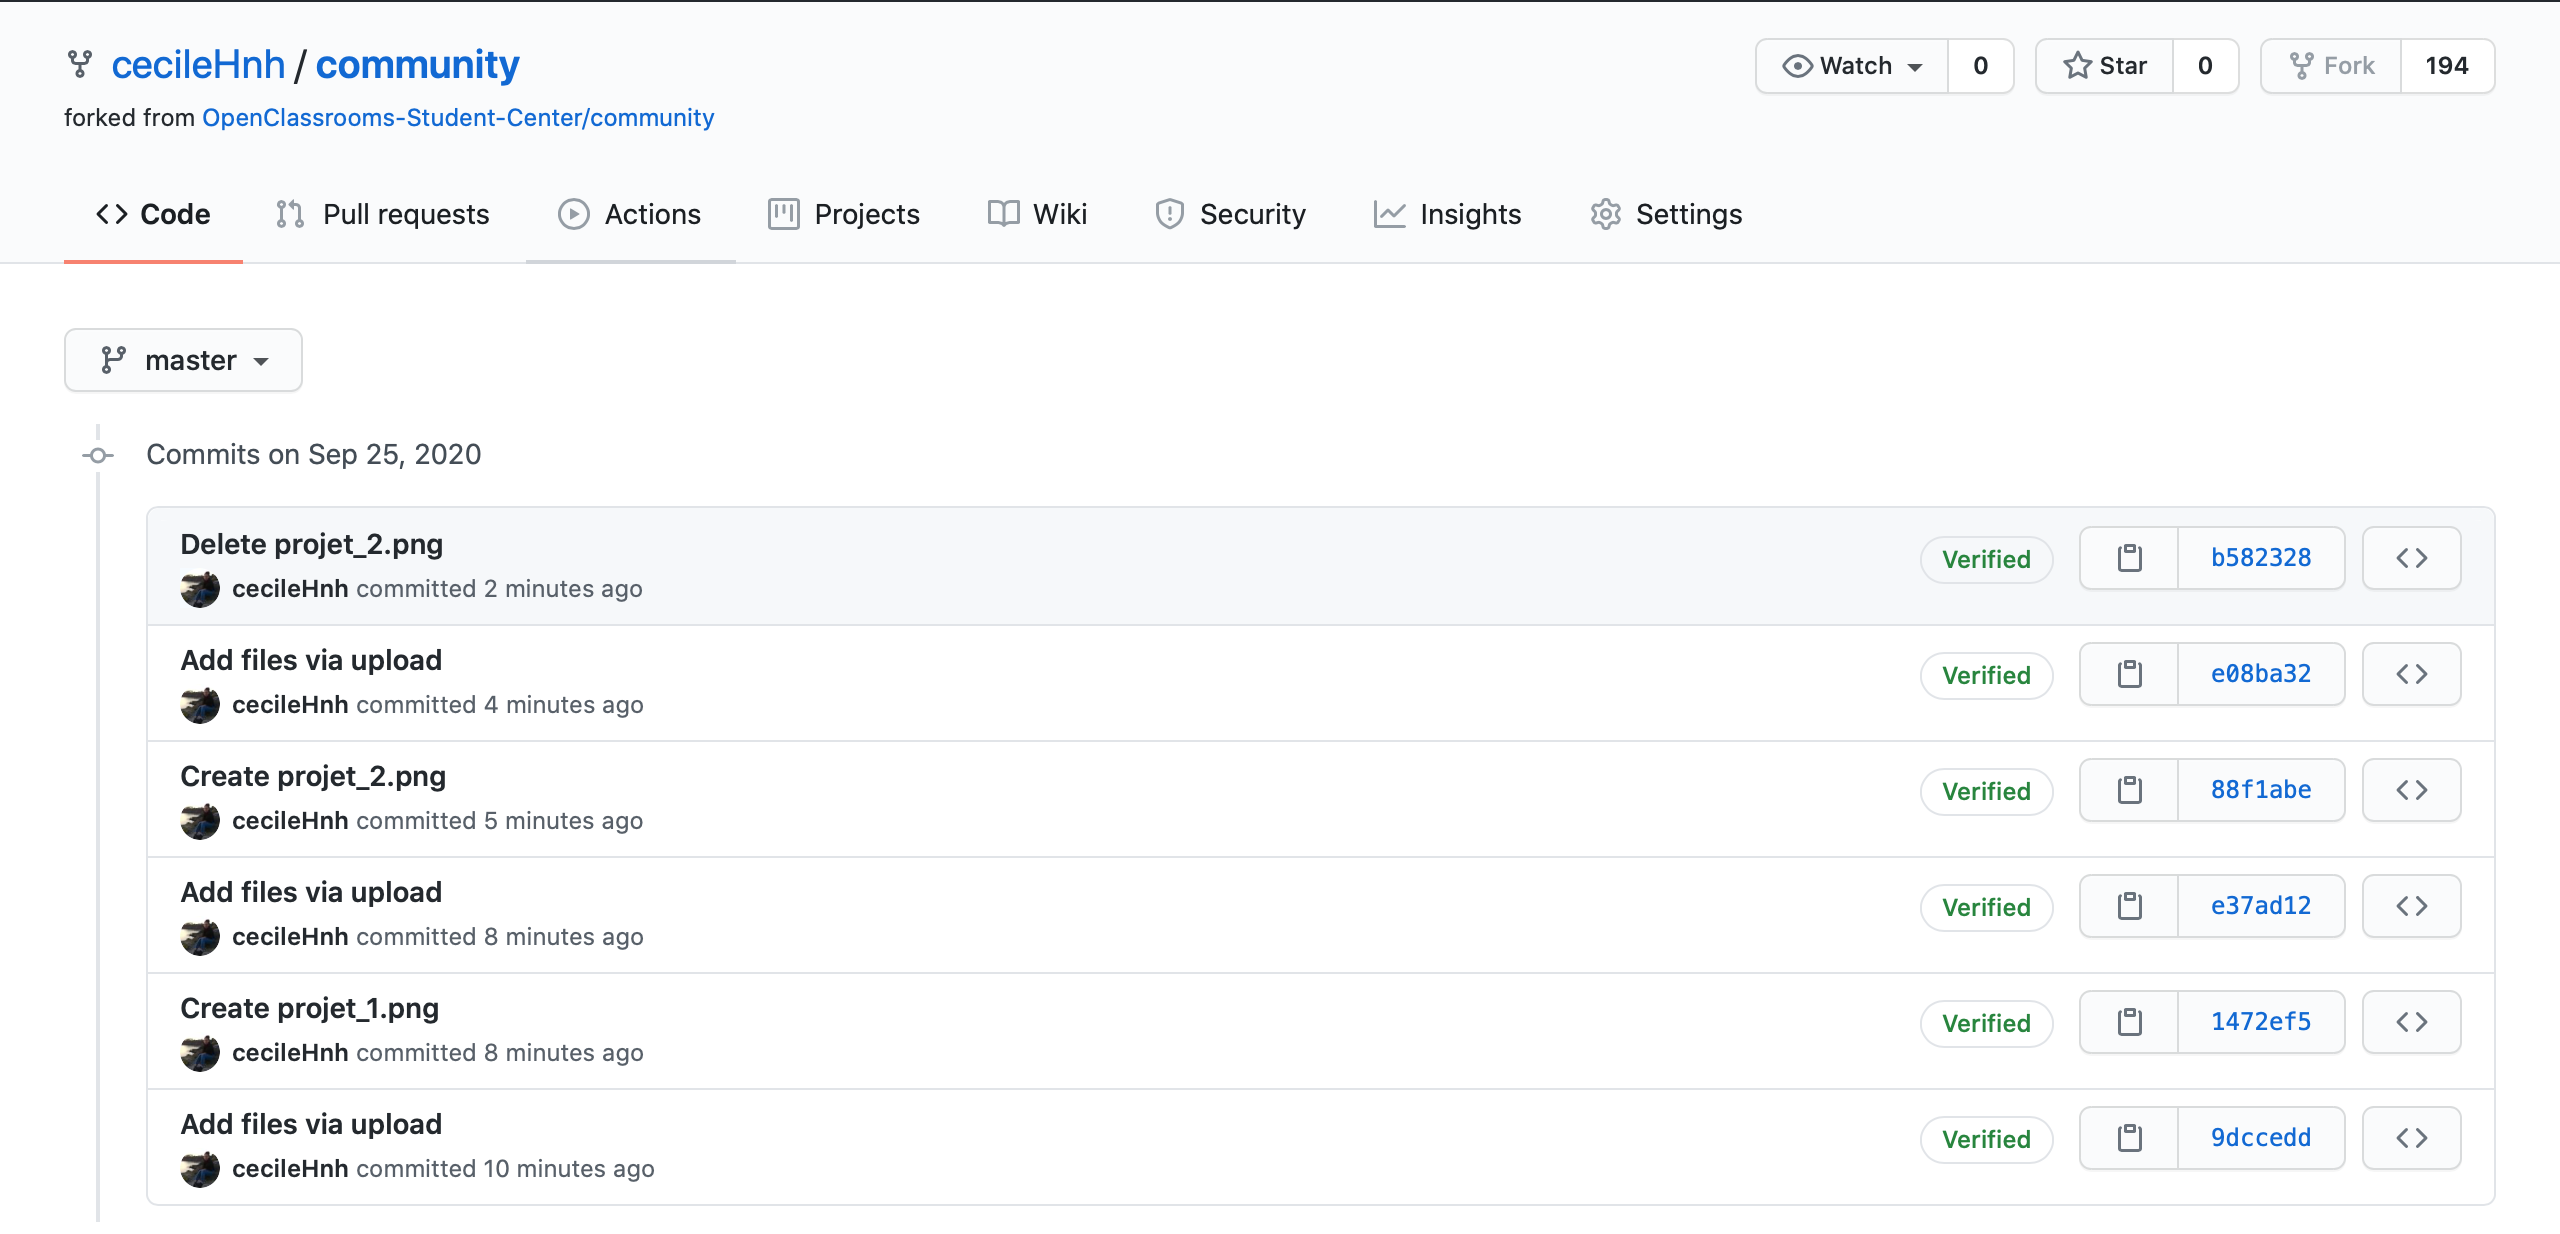 cecileHnh / community
Watch 0 Star 0 Fork 194
forked from OpenClassrooms-Student-Center/community
Code Pull requests Actions Projects Wiki Security Insights Settings
master
Commits on Sep 25, 2020
Delete projet_2.png
cecileHnh committed 2 minutes ago
Verified b582328
Add files via upload
cecileHnh committed 4 minutes ago
Verified e08ba32
Create projet_2.png
cecileHnh committed 5 minutes ago
Verified 88f1abe
Add files via upload
cecileHnh committed 8 minutes ago
Verified e37ad12
Create projet_1.png
cecileHnh committed 8 minutes ago
Verified 1472ef5
Add files via upload
cecileHnh committed 10 minutes ago
Verified 9dccedd